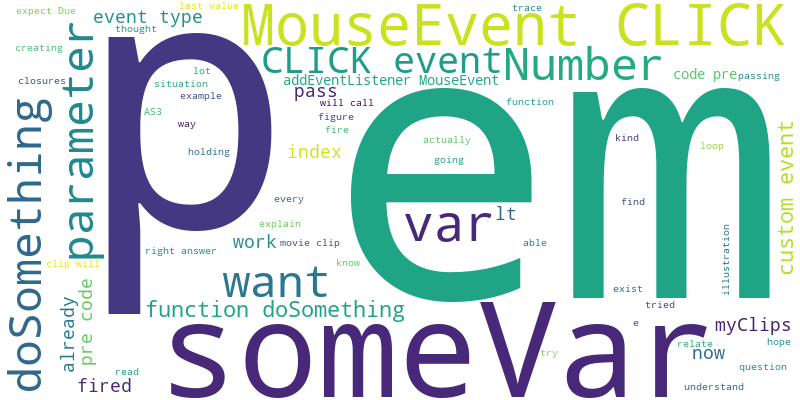 expect Due
last value
trace
event type
MouseEvent CLICK
thought
creating
CLICK event
Number
lot
code pre
passing
closures
situation
addEventListener MouseEvent
pass
example
will call
function
AS3
figure
way
fire
kind
p
em
parameter
doSomething
actually
loop
holding
index
going
custom event
every
find
var
lt
explain
work
movie clip
able
right answer
know
clip will
want
illustration
exist
already
pre code
function doSomething
tried
someVar
e
myClips
relate
hope
now
try
question
read
fired
understand